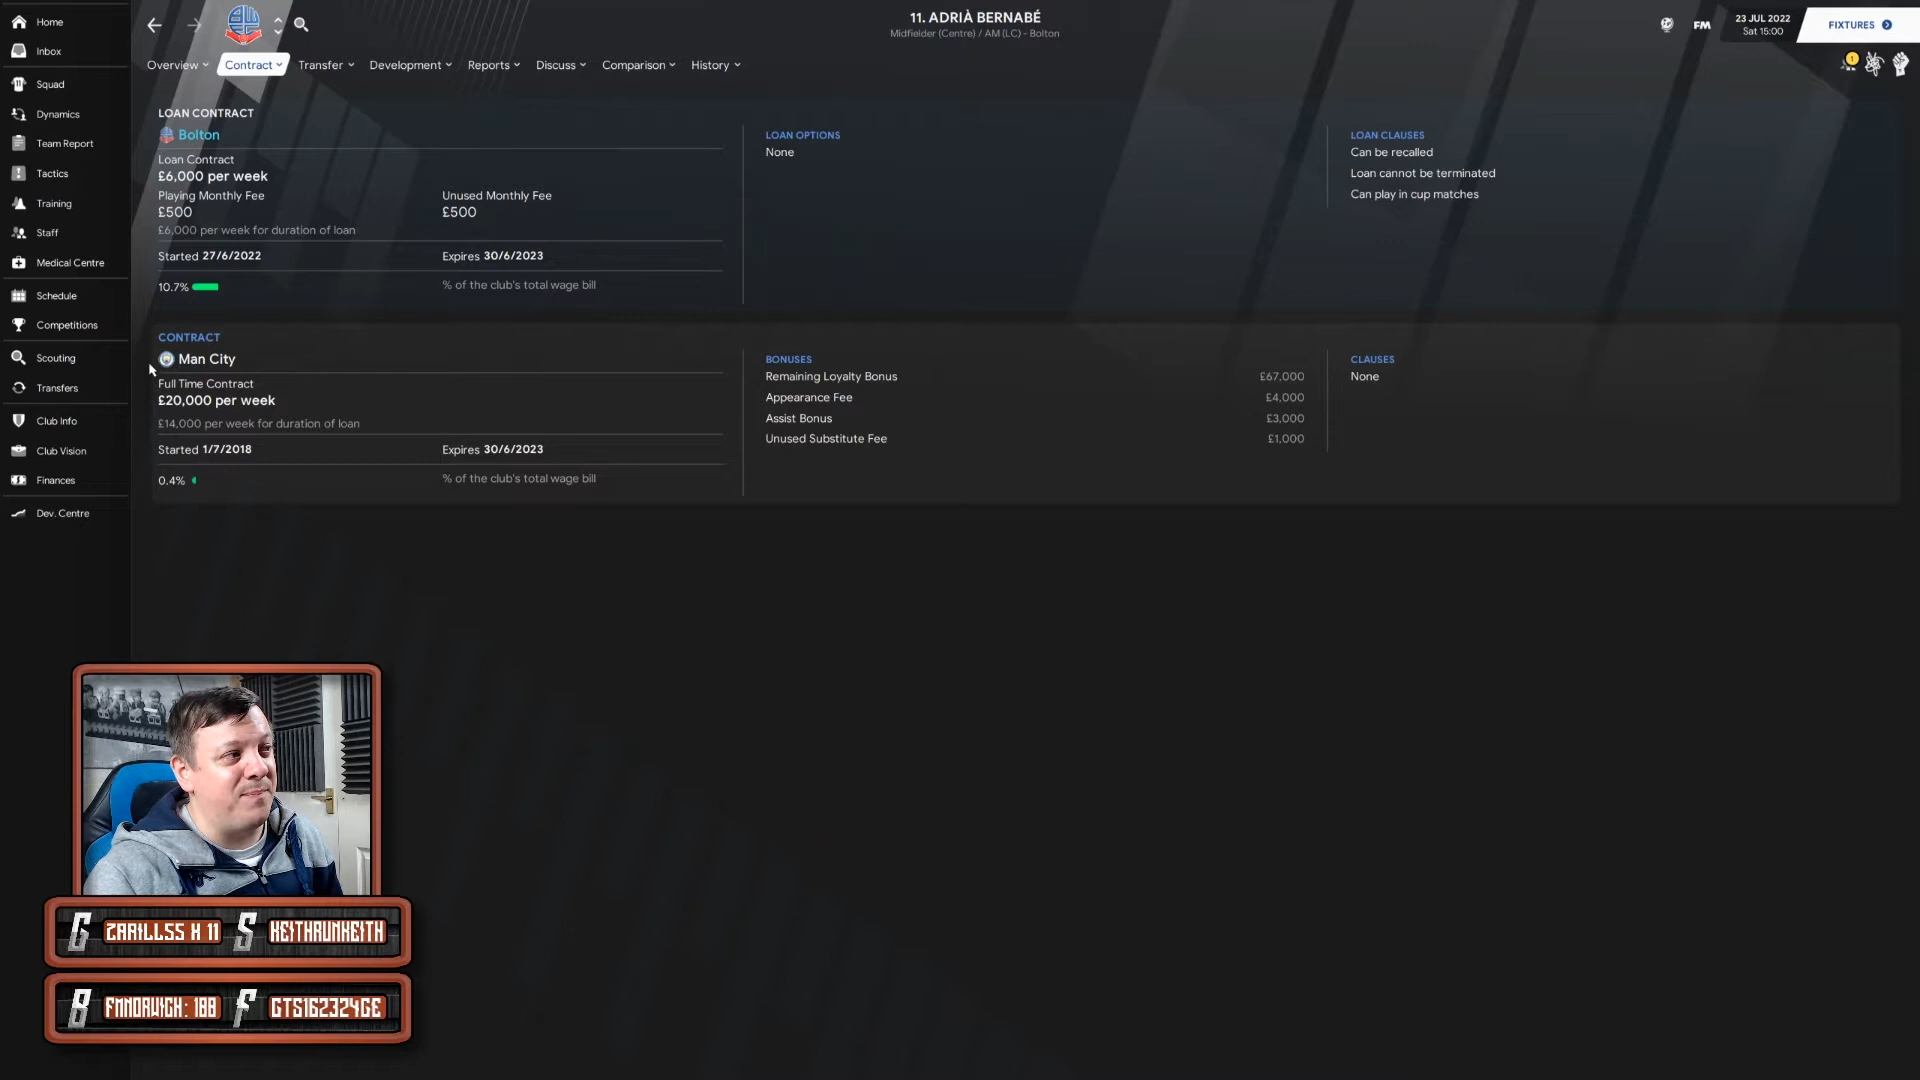 Home
Inbox
Squad
Dynamics
Team Report
Tactics
Training
Staff
Medical Centre
Schedule
Competitions
Scouting
Transfers
Club Info
Club Vision
Finances
Dev. Centre
11. ADRIÀ BERNABÉ
Midfielder (Centre) / AM (LC) - Bolton
FM
23 JUL 2022
Sat 15:00
FIXTURES
1
Overview
Contract
Transfer
Development
Reports
Discuss
Comparison
History
LOAN CONTRACT
Bolton
Loan Contract
£6,000 per week
Playing Monthly Fee
£500
Unused Monthly Fee
£500
£6,000 per week for duration of loan
Started 27/6/2022
Expires 30/6/2023
10.7%
% of the club's total wage bill
LOAN OPTIONS
None
LOAN CLAUSES
Can be recalled
Loan cannot be terminated
Can play in cup matches
CONTRACT
Man City
Full Time Contract
£20,000 per week
£14,000 per week for duration of loan
Started 1/7/2018
Expires 30/6/2023
0.4%
% of the club's total wage bill
BONUSES
Remaining Loyalty Bonus £67,000
Appearance Fee £4,000
Assist Bonus £3,000
Unused Substitute Fee £1,000
CLAUSES
None
G ZARILLSS X 11 S KEITHRUNKEITH
B FMNORWICH: 188 F GTS162324GE